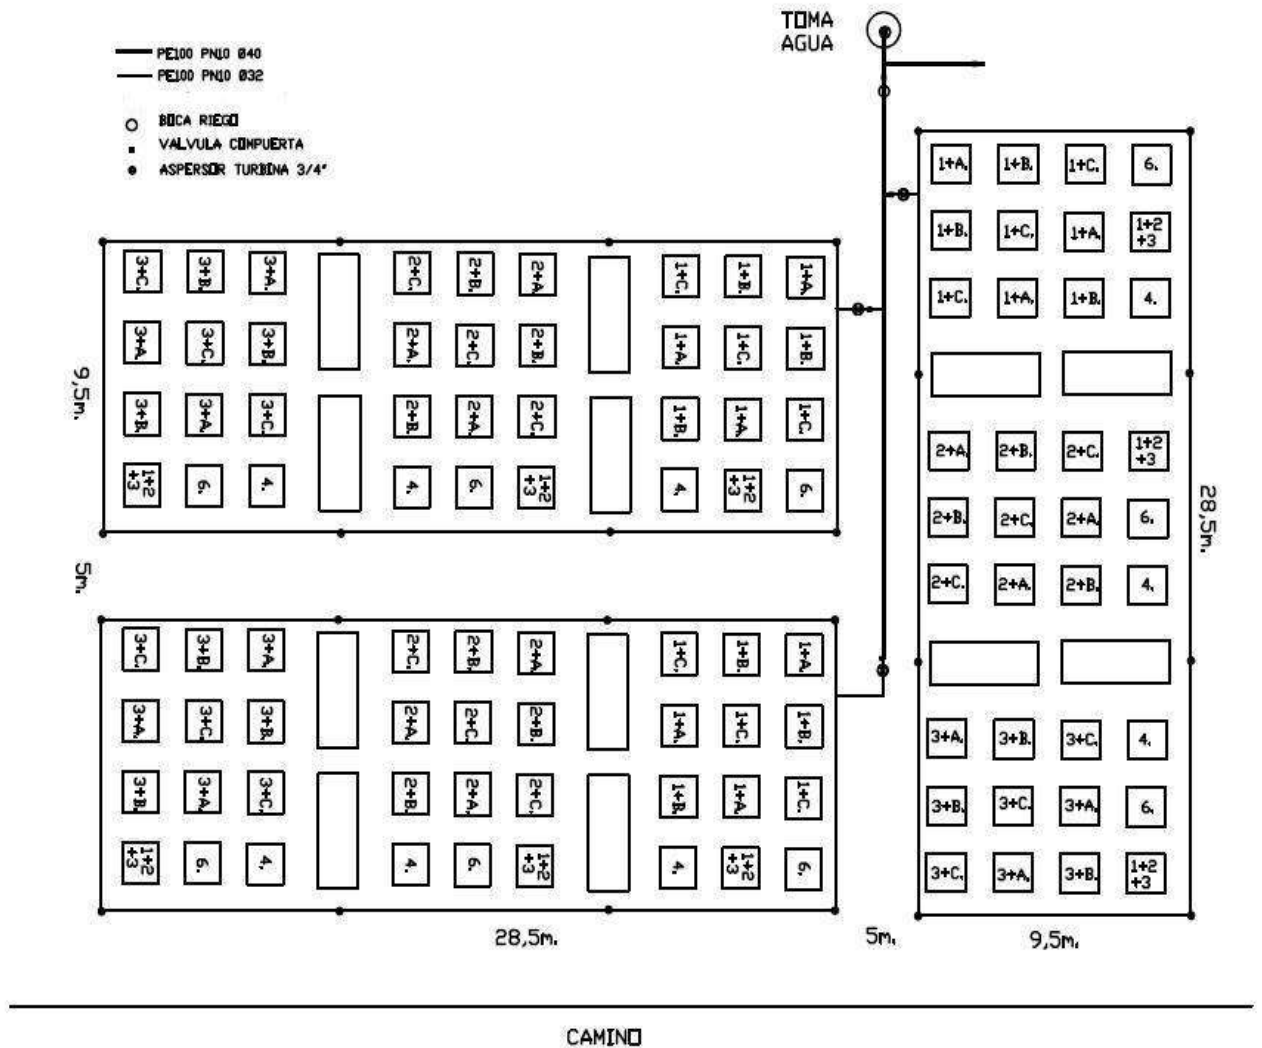 TOMA
AGUA
PE100 PN10 Ø40
PE100 PN10 Ø32
BOCA RIEGO
VALVULA COMPUERTA
ASPERSOR TURBINA 3/4"
1+A. 1+B. 1+C. 6.
1+B. 1+C. 1+A. 1+2
+3
1+C. 1+A. 1+B. 4.
2+A. 2+B. 2+C. 1+2
+3
2+B. 2+C. 2+A. 6.
2+C. 2+A. 2+B. 4.
3+A. 3+B. 3+C. 4.
3+B. 3+C. 3+A. 6.
3+C. 3+A. 3+B. 1+2
+3
28,5m.
3+C. 3+B. 3+A. 2+C. 2+B. 2+A. 1+C. 1+B. 1+A.
3+A. 3+C. 3+B. 2+A. 2+C. 2+B. 1+A. 1+C. 1+B.
3+B. 3+A. 3+C. 2+B. 2+A. 2+C. 1+B. 1+A. 1+C.
1+2
+3 6. 4. 4. 6. 1+2
+3 4. 1+2
+3 6.
9,5m.
5m.
3+C. 3+B. 3+A. 2+C. 2+B. 2+A. 1+C. 1+B. 1+A.
3+A. 3+C. 3+B. 2+A. 2+C. 2+B. 1+A. 1+C. 1+B.
3+B. 3+A. 3+C. 2+B. 2+A. 2+C. 1+B. 1+A. 1+C.
1+2
+3 6. 4. 4. 6. 1+2
+3 4. 1+2
+3 6.
28,5m.
5m.
9,5m.
CAMINO